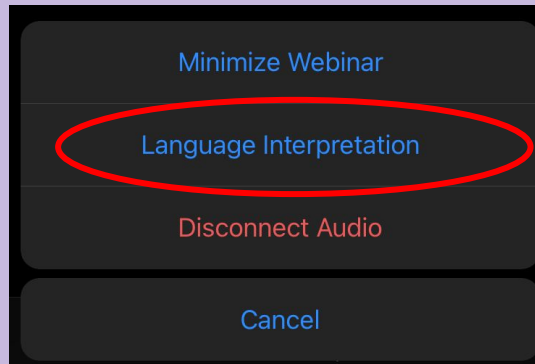 Minimize Webinar
Language Interpretation
Disconnect Audio
Cancel